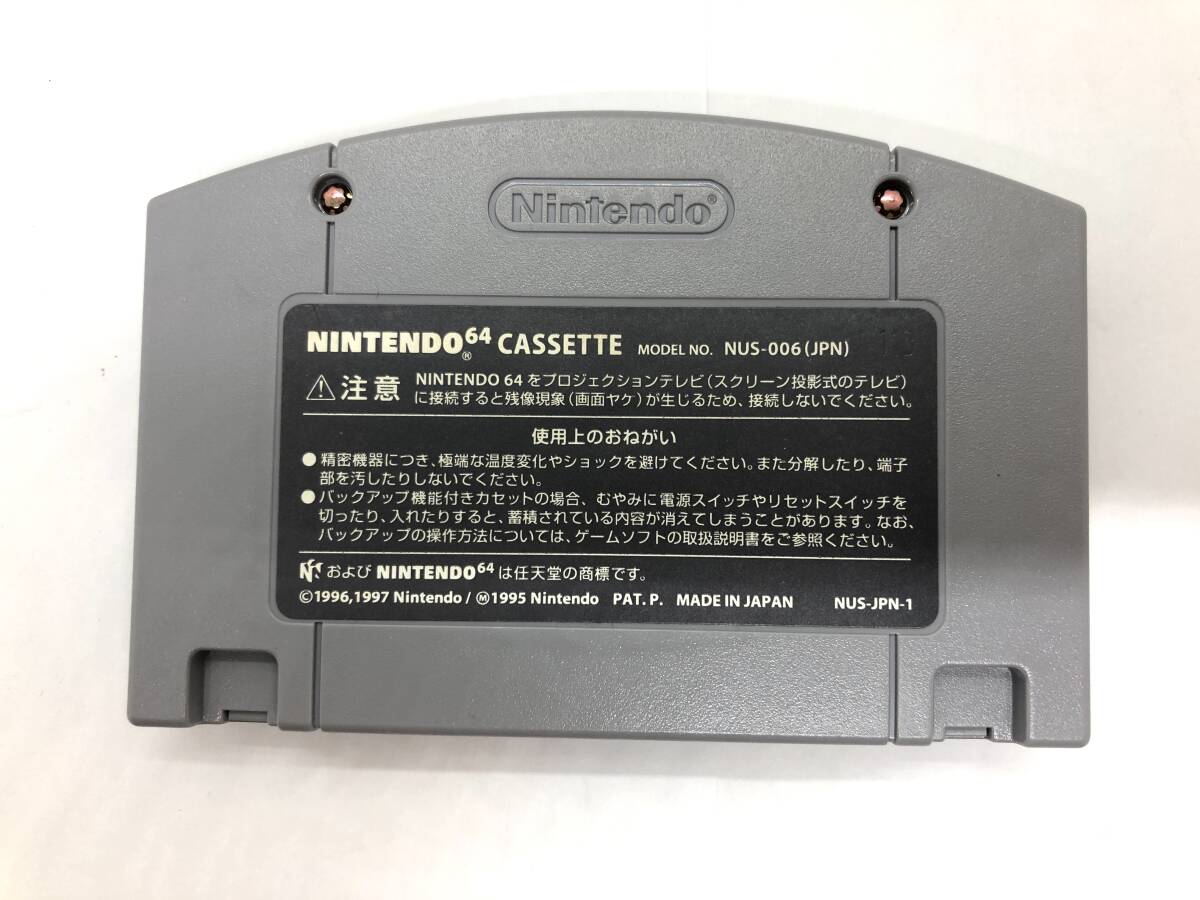 Nintendo®
NINTENDO64® CASSETTE MODEL NO. NUS-006(JPN) 13
⚠注意 NINTENDO 64 をプロジェクションテレビ(スクリーン投影式のテレビ)
に接続すると残像現象(画面ヤケ)が生じるため、接続しないでください。
使用上のおねがい
●精密機器につき、極端な温度変化やショックを避けてください。また分解したり、端子
部を汚したりしないでください。
●バックアップ機能付きカセットの場合、むやみに電源スイッチやリセットスイッチを
切ったり、入れたりすると、蓄積されている内容が消えてしまうことがあります。なお、
バックアップの操作方法については、ゲームソフトの取扱説明書をご参照ください。
および NINTENDO64 は任天堂の商標です。
©1996,1997 Nintendo / Ⓜ1995 Nintendo PAT. P. MADE IN JAPAN NUS-JPN-1